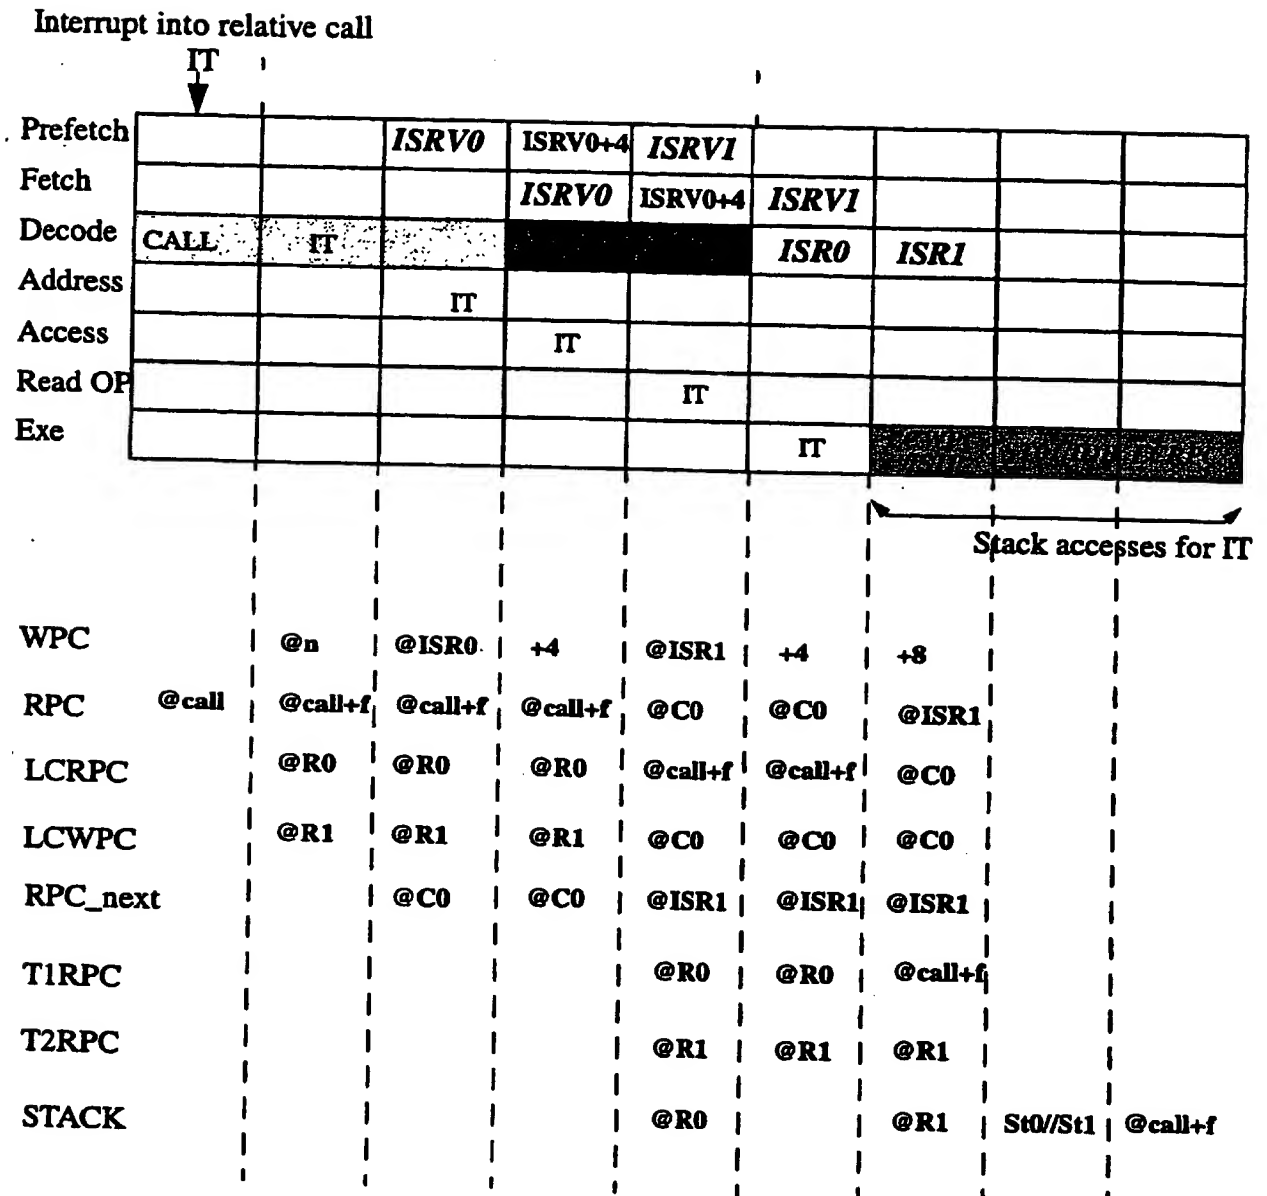 Interrupt into relative call
IT
Prefetch ISRV0 ISRV0+4 ISRV1
Fetch ISRV0 ISRV0+4 ISRV1
Decode CALL IT ISR0 ISR1
Address IT
Access IT
Read OP IT
Exe IT
Stack accesses for IT
WPC @n @ISR0 +4 @ISR1 +4 +8
RPC @call @call+f @call+f @call+f @C0 @C0 @ISR1
LCRPC @R0 @R0 @R0 @call+f @call+f @C0
LCWPC @R1 @R1 @R1 @C0 @C0 @C0
RPC_next @C0 @C0 @ISR1 @ISR1 @ISR1
T1RPC @R0 @R0 @call+f
T2RPC @R1 @R1 @R1
STACK @R0 @R1 St0//St1 @call+f